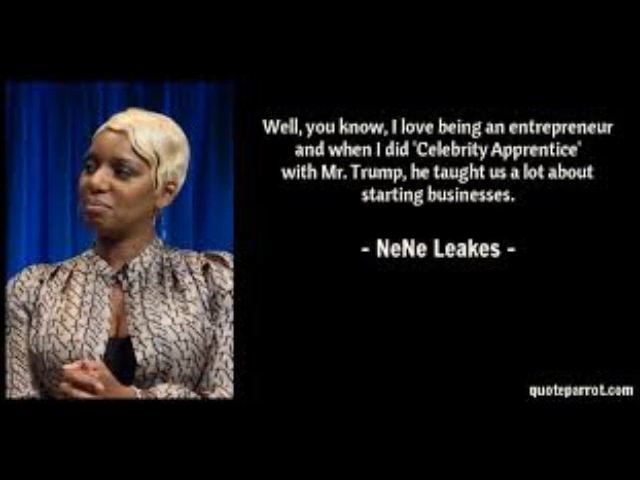 Well, you know, I love being an entrepreneur
and when I did 'Celebrity Apprentice'
with Mr. Trump, he taught us a lot about
starting businesses.
- NeNe Leakes -
quoteparrot.com